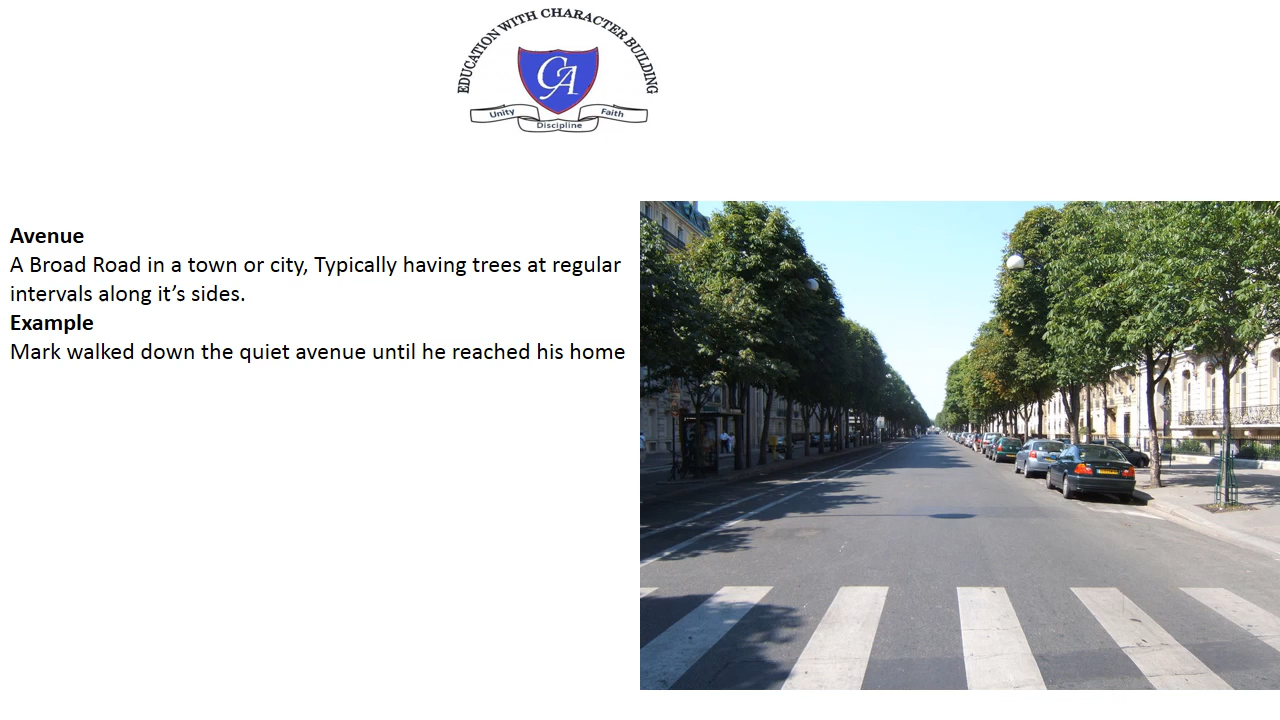 EDUCATION WITH CHARACTER BUILDING
CA
Unity
Faith
Discipline
Avenue
A Broad Road in a town or city, Typically having trees at regular
intervals along it’s sides.
Example
Mark walked down the quiet avenue until he reached his home